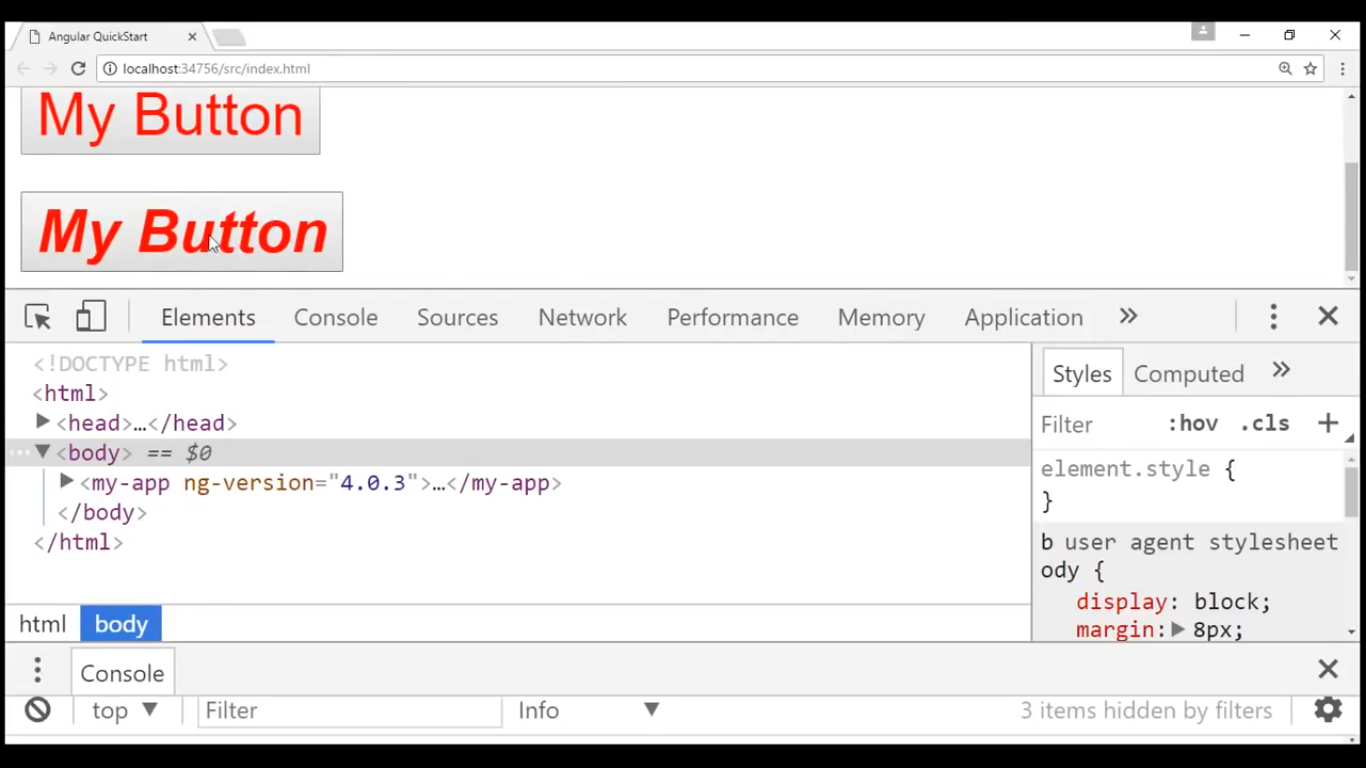 Angular QuickStart
localhost:34756/src/index.html
My Button
My Button
Elements Console Sources Network Performance Memory Application »
<!DOCTYPE html>
<html>
<head>…</head>
<body> == $0
<my-app ng-version="4.0.3">…</my-app>
</body>
</html>
html body
Styles Computed »
Filter :hov .cls +
element.style {
}
b user agent stylesheet
ody {
display: block;
margin: 8px;
Console
top Filter Info 3 items hidden by filters